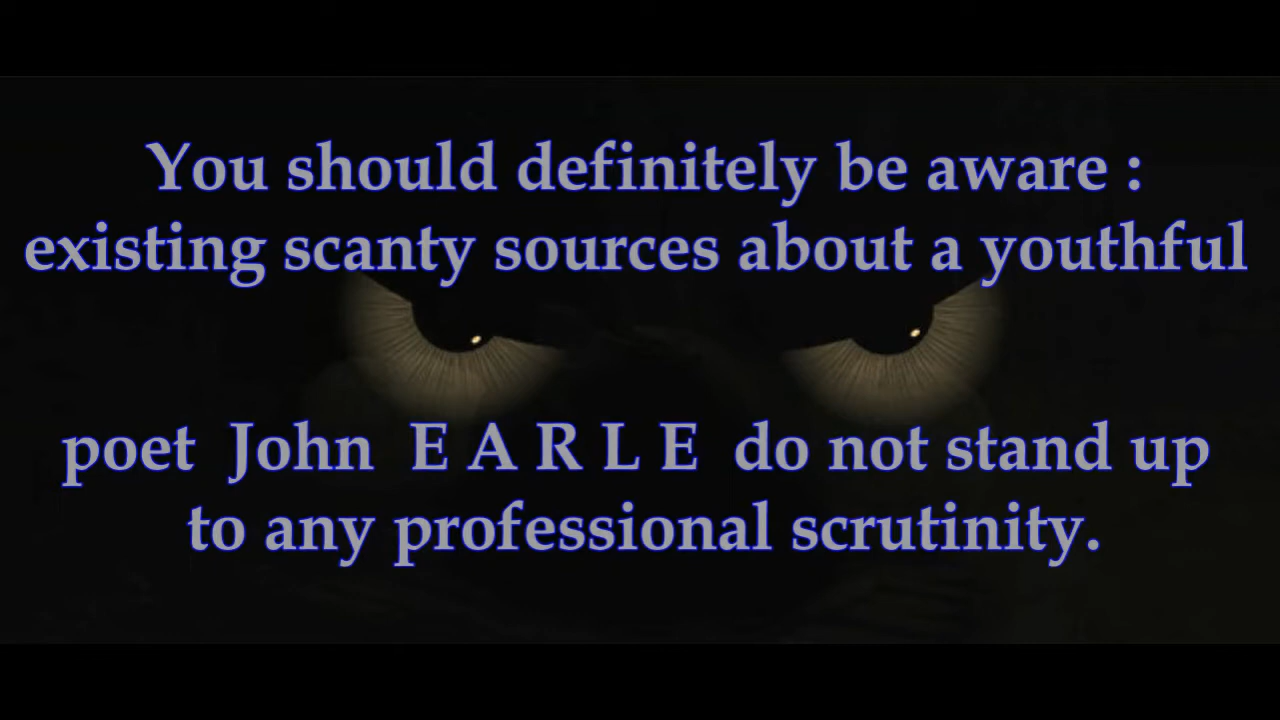 You should definitely be aware :
existing scanty sources about a youthful
poet John E A R L E do not stand up
to any professional scrutinity.